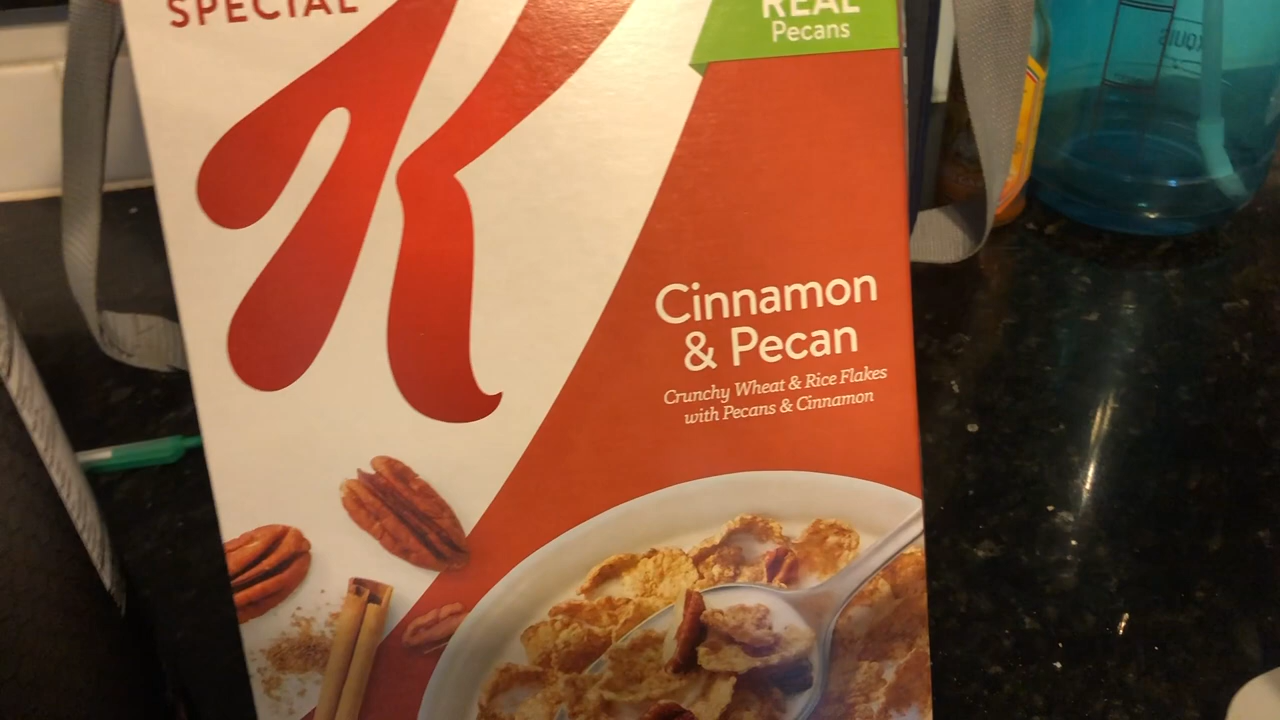 SPECIAL
K
REAL
Pecans
Cinnamon
& Pecan
Crunchy Wheat & Rice Flakes
with Pecans & Cinnamon